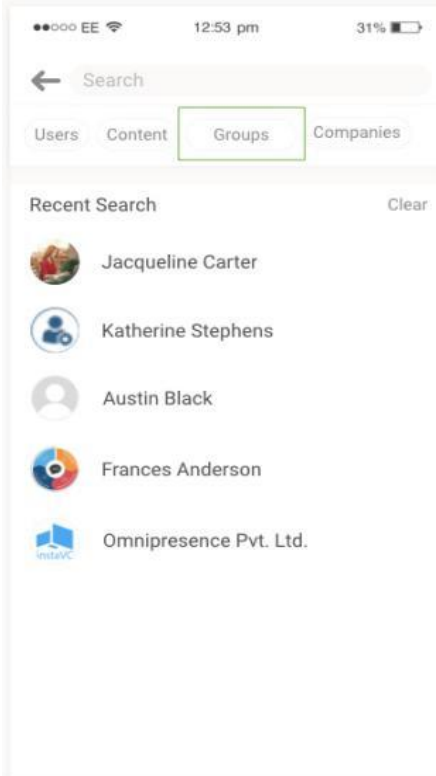 EE 12:53 pm 31%
Search
Users Content Groups Companies
Recent Search Clear
Jacqueline Carter
Katherine Stephens
Austin Black
Frances Anderson
Omnipresence Pvt. Ltd.
instaVC